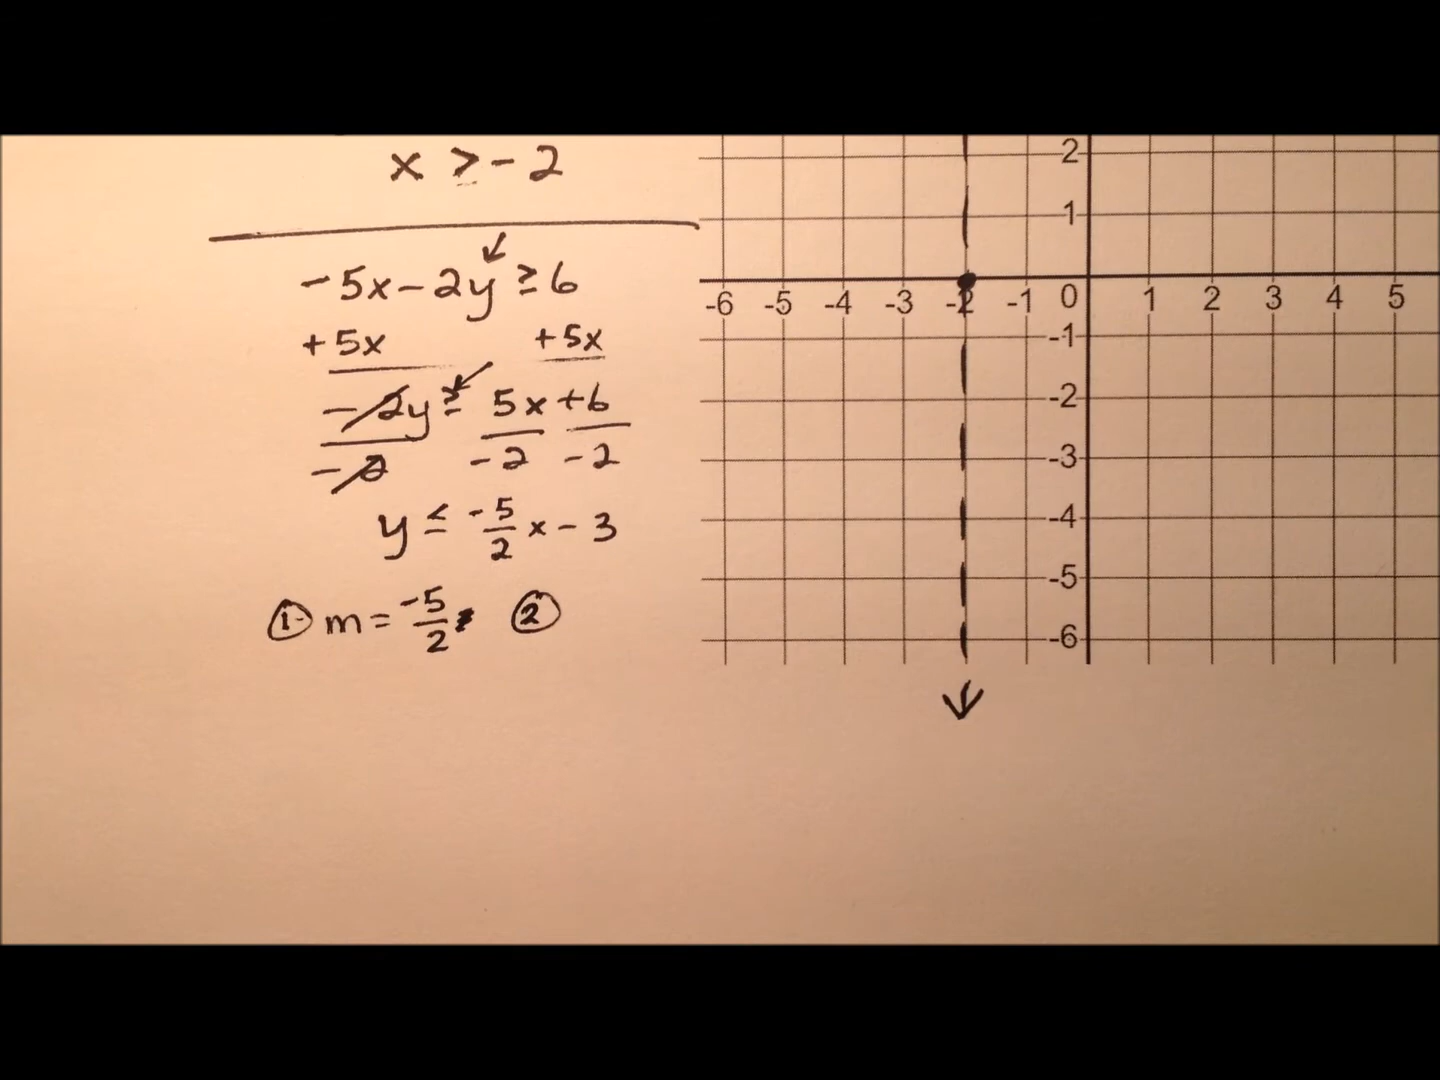 x > -2
-5x - 2y ≥ 6
+5x +5x
-2y ≥ 5x + 6
-2 -2 -2
y ≤ -5/2 x - 3
① m = -5/2 ②
2
1
-6 -5 -4 -3 -2 -1 0 1 2 3 4 5
-1
-2
-3
-4
-5
-6